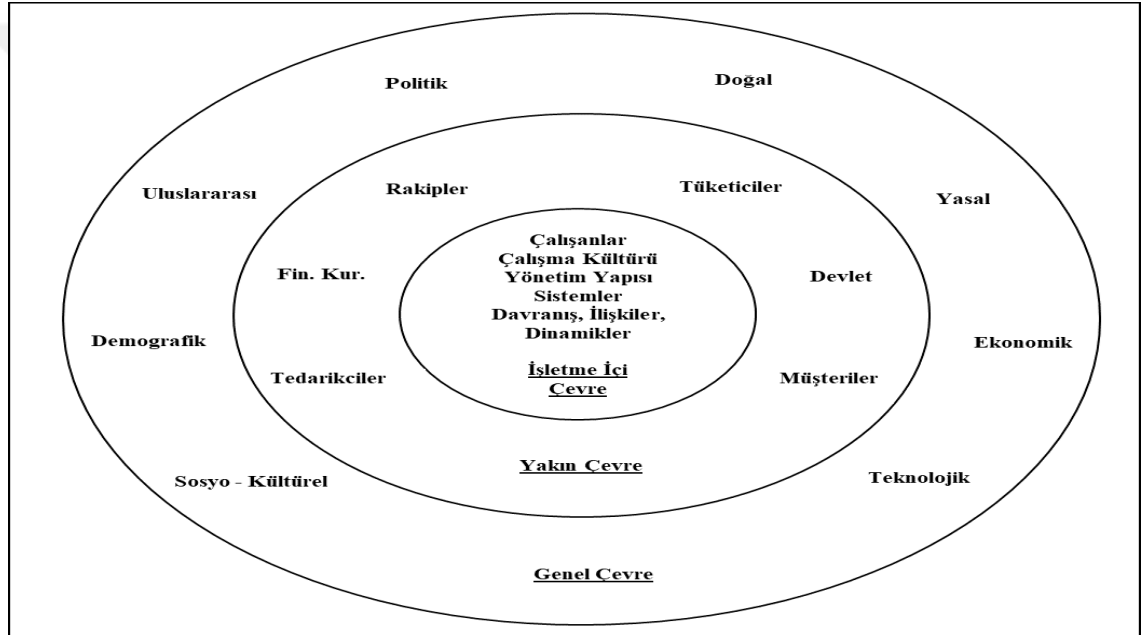 Politik
Doğal
Uluslararası
Rakipler
Tüketiciler
Yasal
Çalışanlar
Çalışma Kültürü
Yönetim Yapısı
Sistemler
Davranış, İlişkiler,
Dinamikler
Fin. Kur.
Devlet
Demografik
Ekonomik
Tedarikciler
İşletme İçi
Çevre
Müşteriler
Sosyo - Kültürel
Yakın Çevre
Teknolojik
Genel Çevre